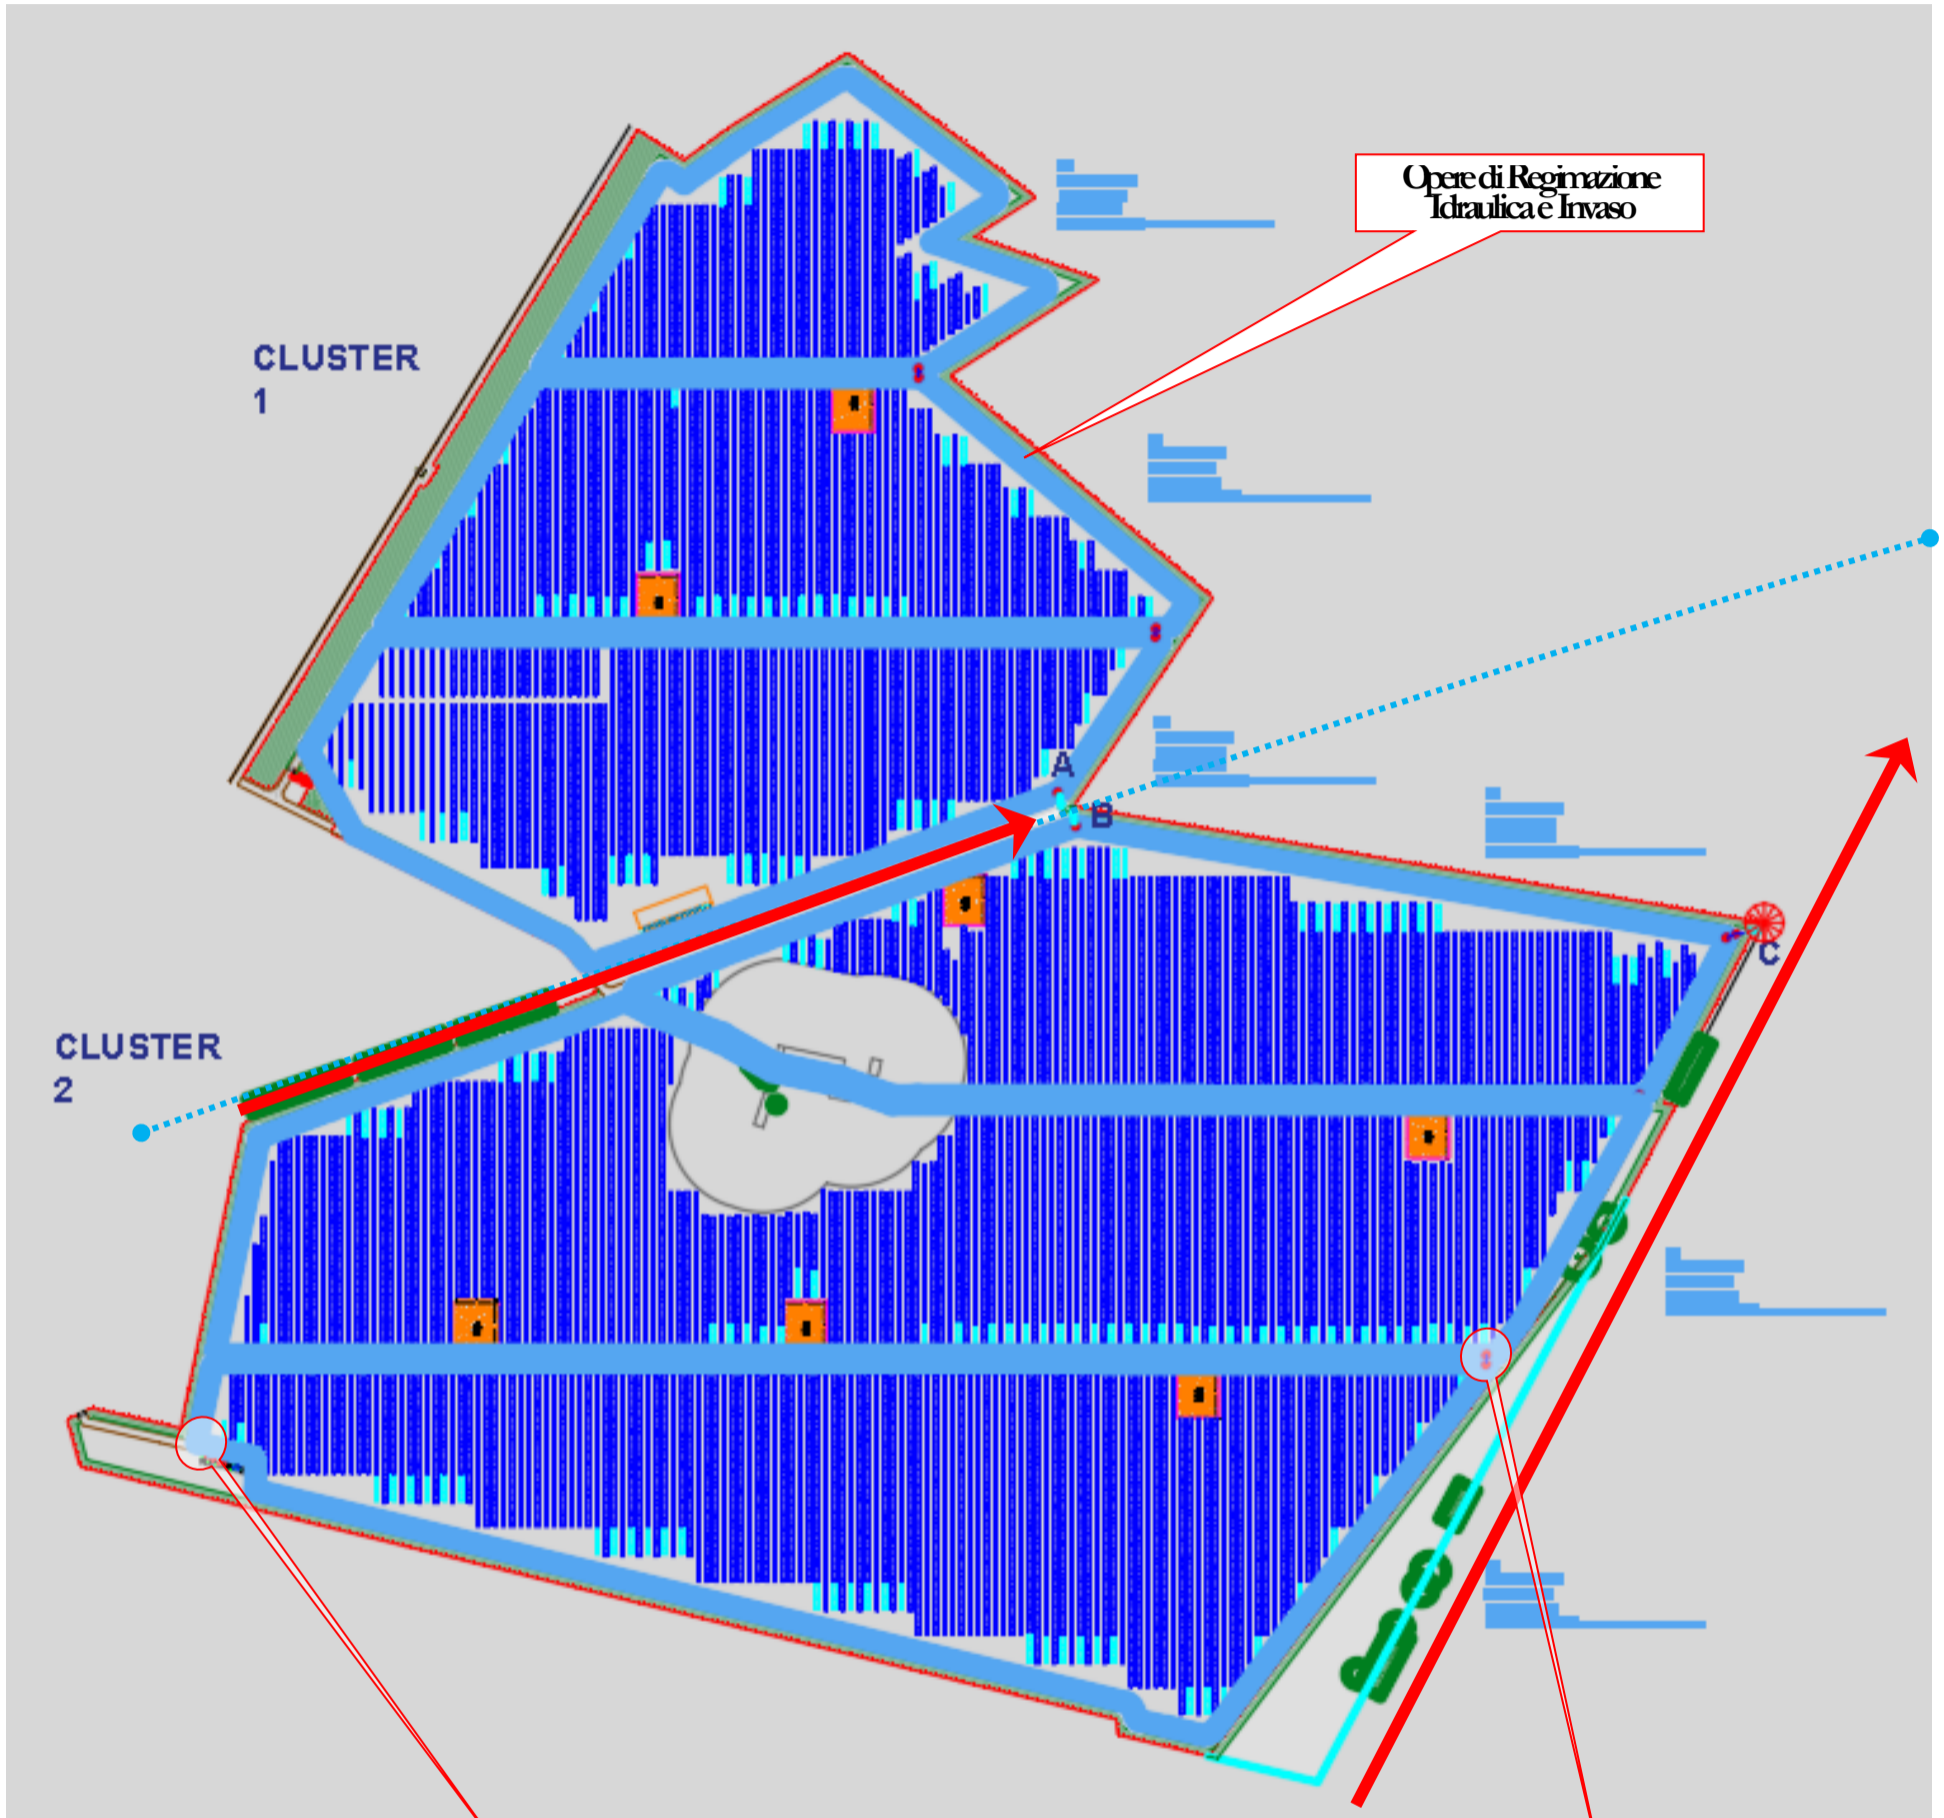 Opere di Regimazione
Idraulica e Invaso
CLUSTER
1
A
B
C
CLUSTER
2